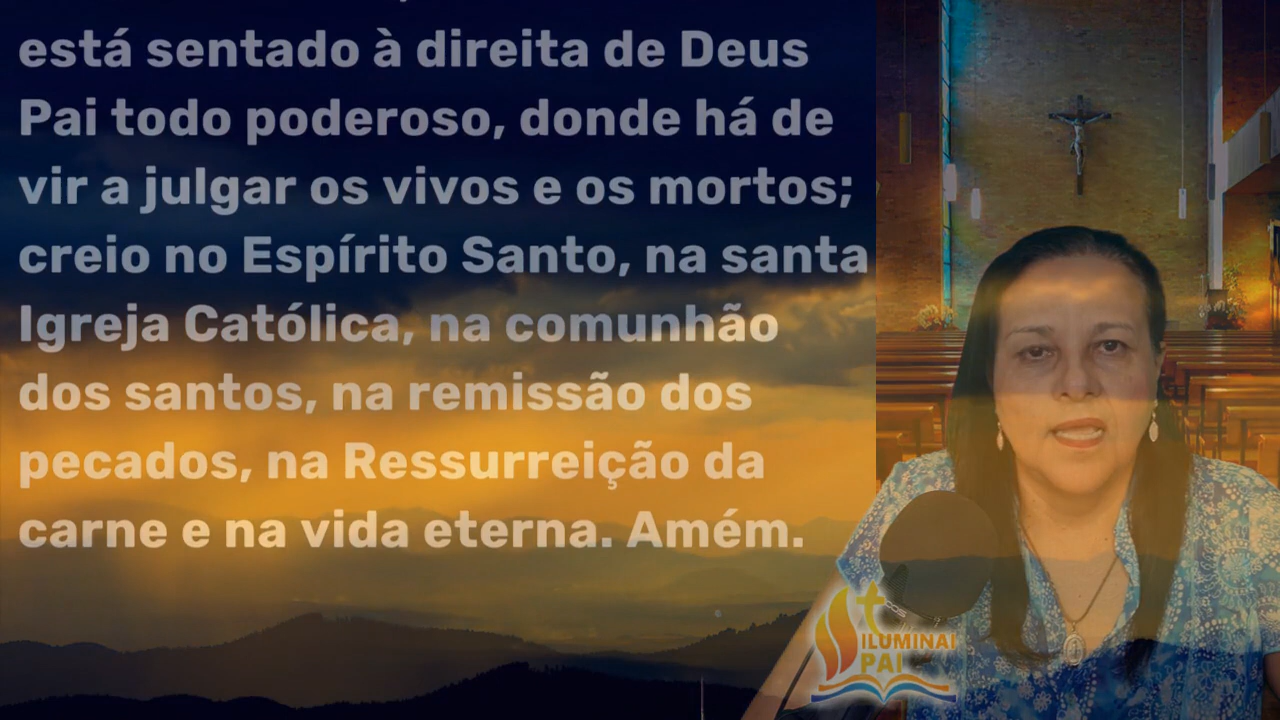 está sentado à direita de Deus
Pai todo poderoso, donde há de
vir a julgar os vivos e os mortos;
creio no Espírito Santo, na santa
Igreja Católica, na comunhão
dos santos, na remissão dos
pecados, na Ressurreição da
carne e na vida eterna. Amém.
ILUMINAI
PAI